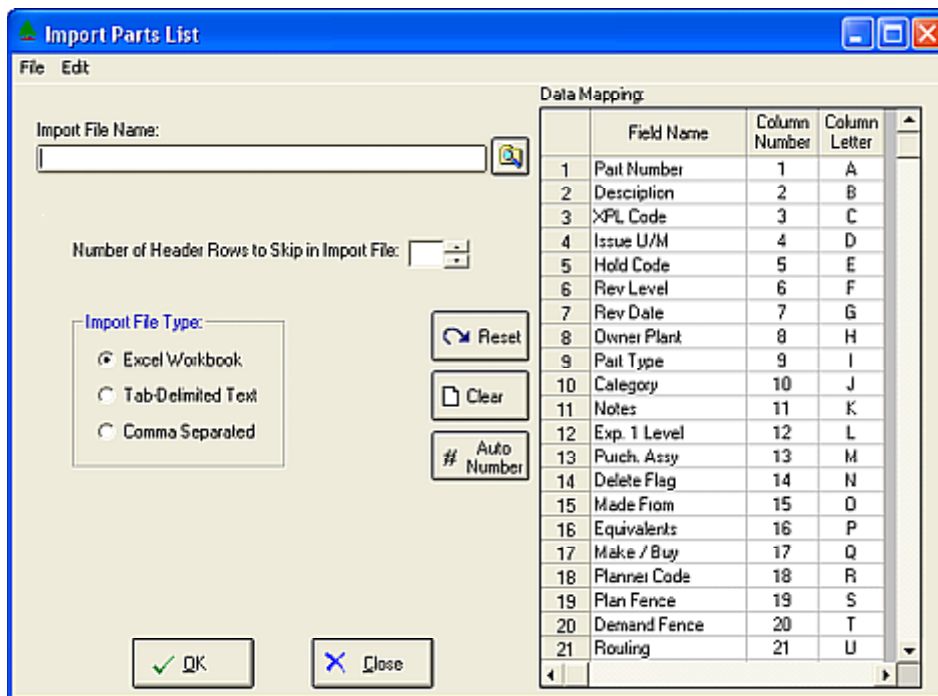 Import Parts List
File Edit
Import File Name:
Number of Header Rows to Skip in Import File:
Import File Type:
Excel Workbook
Tab-Delimited Text
Comma Separated
Reset
Clear
# Auto
Number
OK
Close
Data Mapping:
Field Name Column Number Column Letter
1 Part Number 1 A
2 Description 2 B
3 XPL Code 3 C
4 Issue U/M 4 D
5 Hold Code 5 E
6 Rev Level 6 F
7 Rev Date 7 G
8 Owner Plant 8 H
9 Part Type 9 I
10 Category 10 J
11 Notes 11 K
12 Exp. 1 Level 12 L
13 Purch. Assy 13 M
14 Delete Flag 14 N
15 Made From 15 O
16 Equivalents 16 P
17 Make / Buy 17 Q
18 Planner Code 18 R
19 Plan Fence 19 S
20 Demand Fence 20 T
21 Routing 21 U